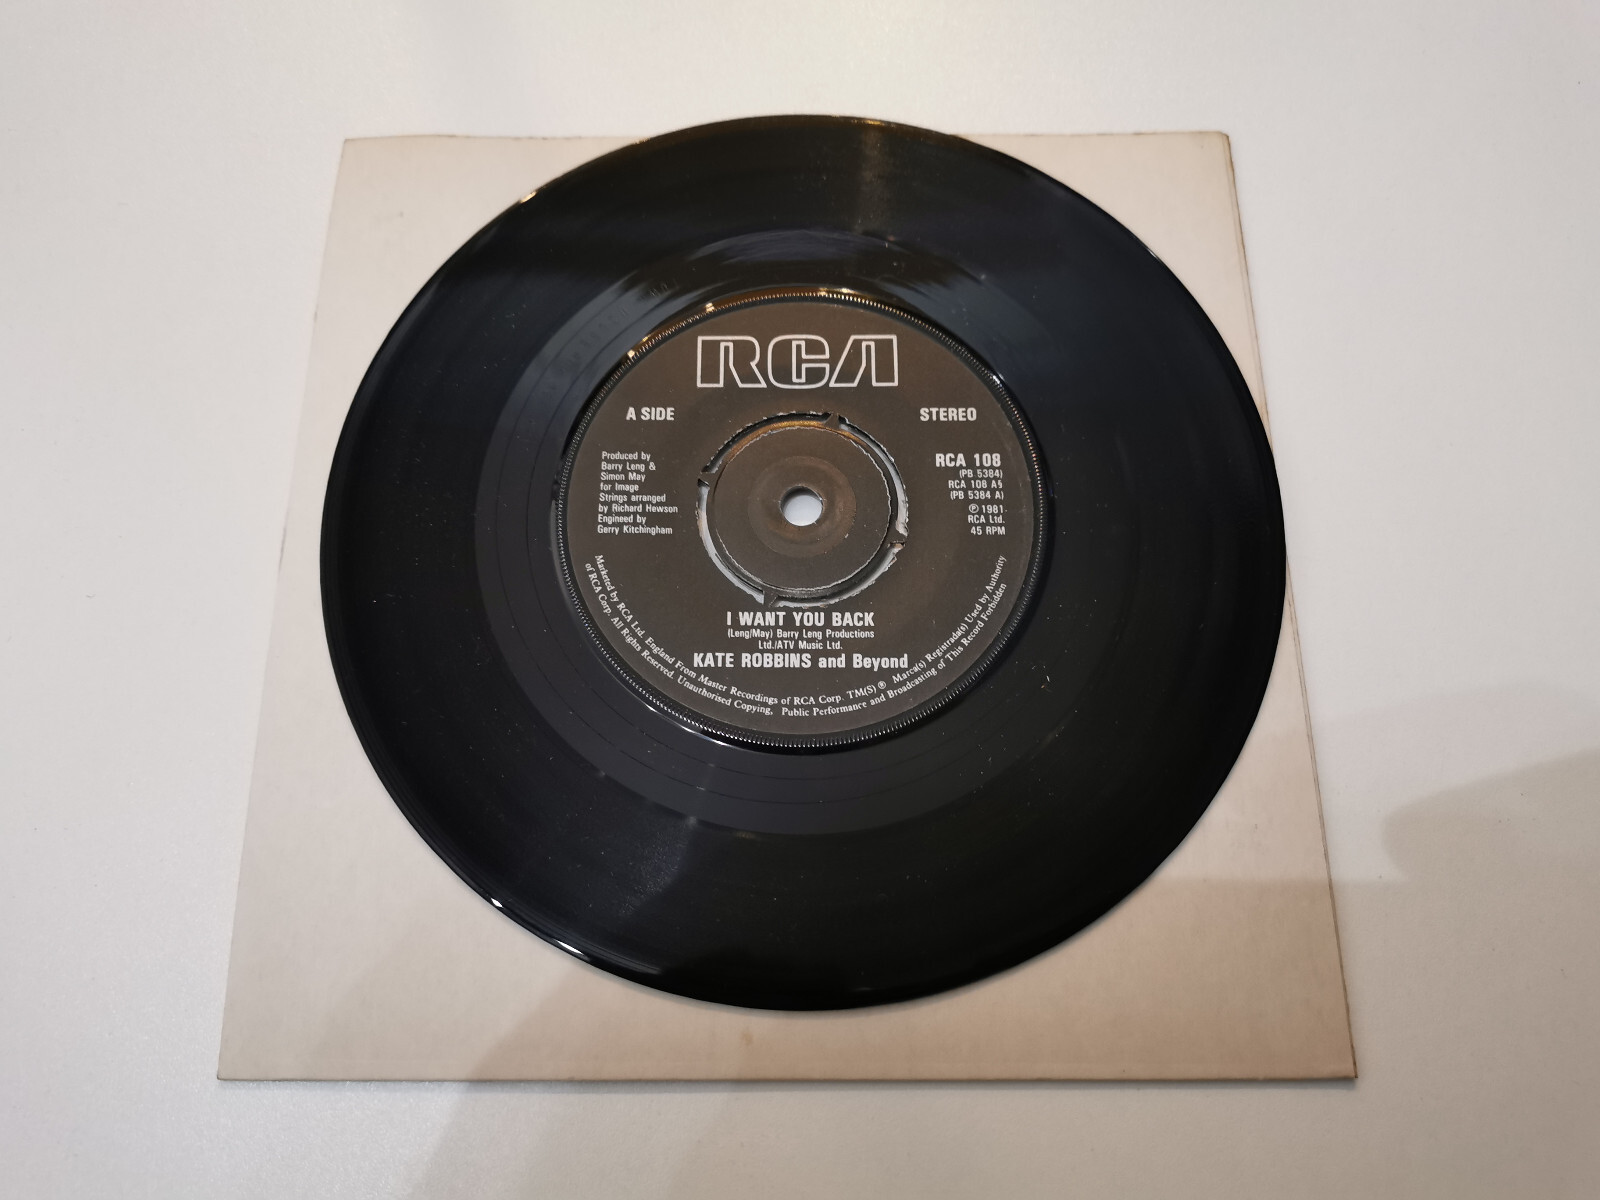 RCA
A SIDE
STEREO
Produced by
Barry Leng &
Simon May
for Image
Strings arranged
by Richard Hewson
Engineed by
Gerry Kitchingham
RCA 108
(PB 5384)
RCA 108 A§
(PB 5384 A)
℗ 1981
RCA Ltd.
45 RPM
I WANT YOU BACK
(Leng/May) Barry Leng Productions
Ltd./ATV Music Ltd.
KATE ROBBINS and Beyond
Marketed by RCA Ltd. England From Master Recordings of RCA Corp. TM(S) ® Marca(s) Registrada(s) Used by Authority
of RCA Corp. All Rights Reserved. Unauthorised Copying, Public Performance and Broadcasting of This Record Forbidden